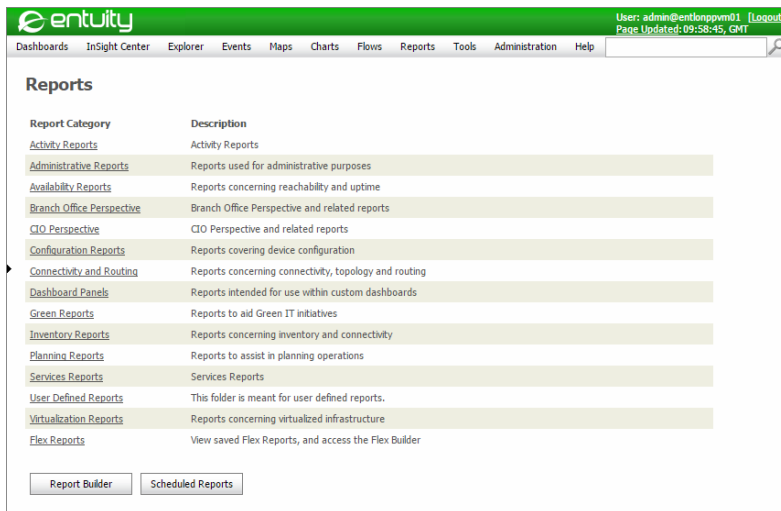 entuity
User: admin@entlonppvm01 [Logout
Page Updated: 09:58:45, GMT
Dashboards InSight Center Explorer Events Maps Charts Flows Reports Tools Administration Help
Reports
Report Category Description
Activity Reports Activity Reports
Administrative Reports Reports used for administrative purposes
Availability Reports Reports concerning reachability and uptime
Branch Office Perspective Branch Office Perspective and related reports
CIO Perspective CIO Perspective and related reports
Configuration Reports Reports covering device configuration
Connectivity and Routing Reports concerning connectivity, topology and routing
Dashboard Panels Reports intended for use within custom dashboards
Green Reports Reports to aid Green IT initiatives
Inventory Reports Reports concerning inventory and connectivity
Planning Reports Reports to assist in planning operations
Services Reports Services Reports
User Defined Reports This folder is meant for user defined reports.
Virtualization Reports Reports concerning virtualized infrastructure
Flex Reports View saved Flex Reports, and access the Flex Builder
Report Builder Scheduled Reports